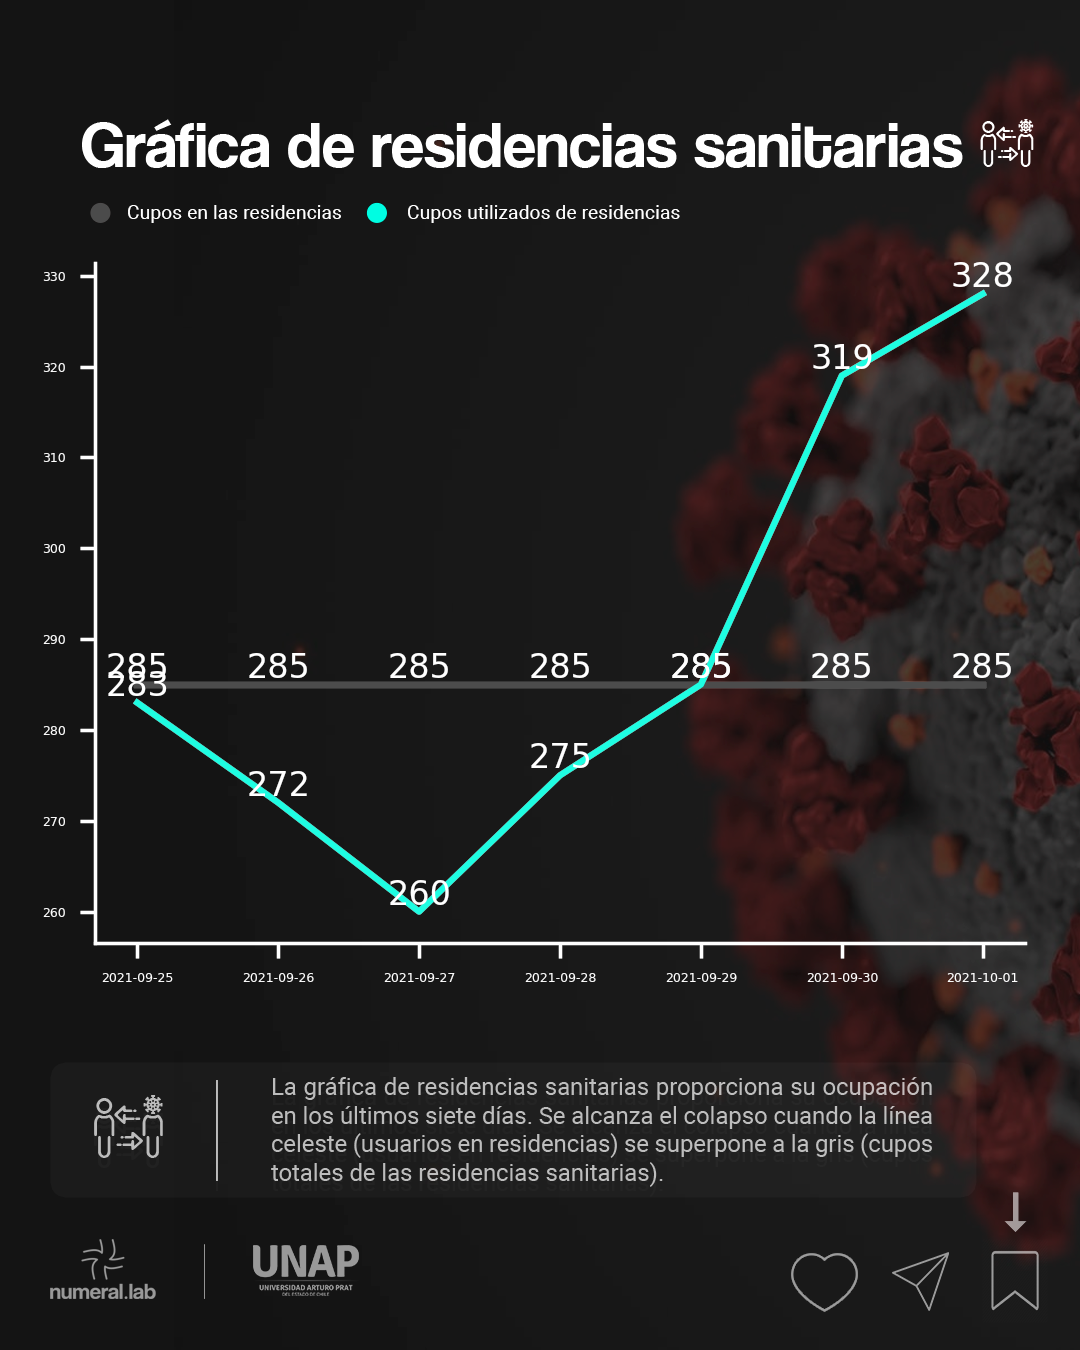 Gráfica de residencias sanitarias
Cupos en las residencias
Cupos utilizados de residencias
330
320
310
300
290
280
270
260
328
319
285 285 285 285 285 285 285
283
275
272
260
2021-09-25 2021-09-26 2021-09-27 2021-09-28 2021-09-29 2021-09-30 2021-10-01
La gráfica de residencias sanitarias proporciona su ocupación
en los últimos siete días. Se alcanza el colapso cuando la línea
celeste (usuarios en residencias) se superpone a la gris (cupos
totales de las residencias sanitarias).
numeral.lab
UNAP
UNIVERSIDAD ARTURO PRAT
DEL ESTADO DE CHILE